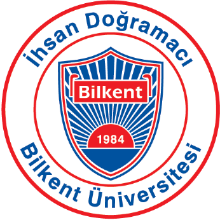 İhsan Doğramacı
Bilkent
1984
Bilkent Üniversitesi